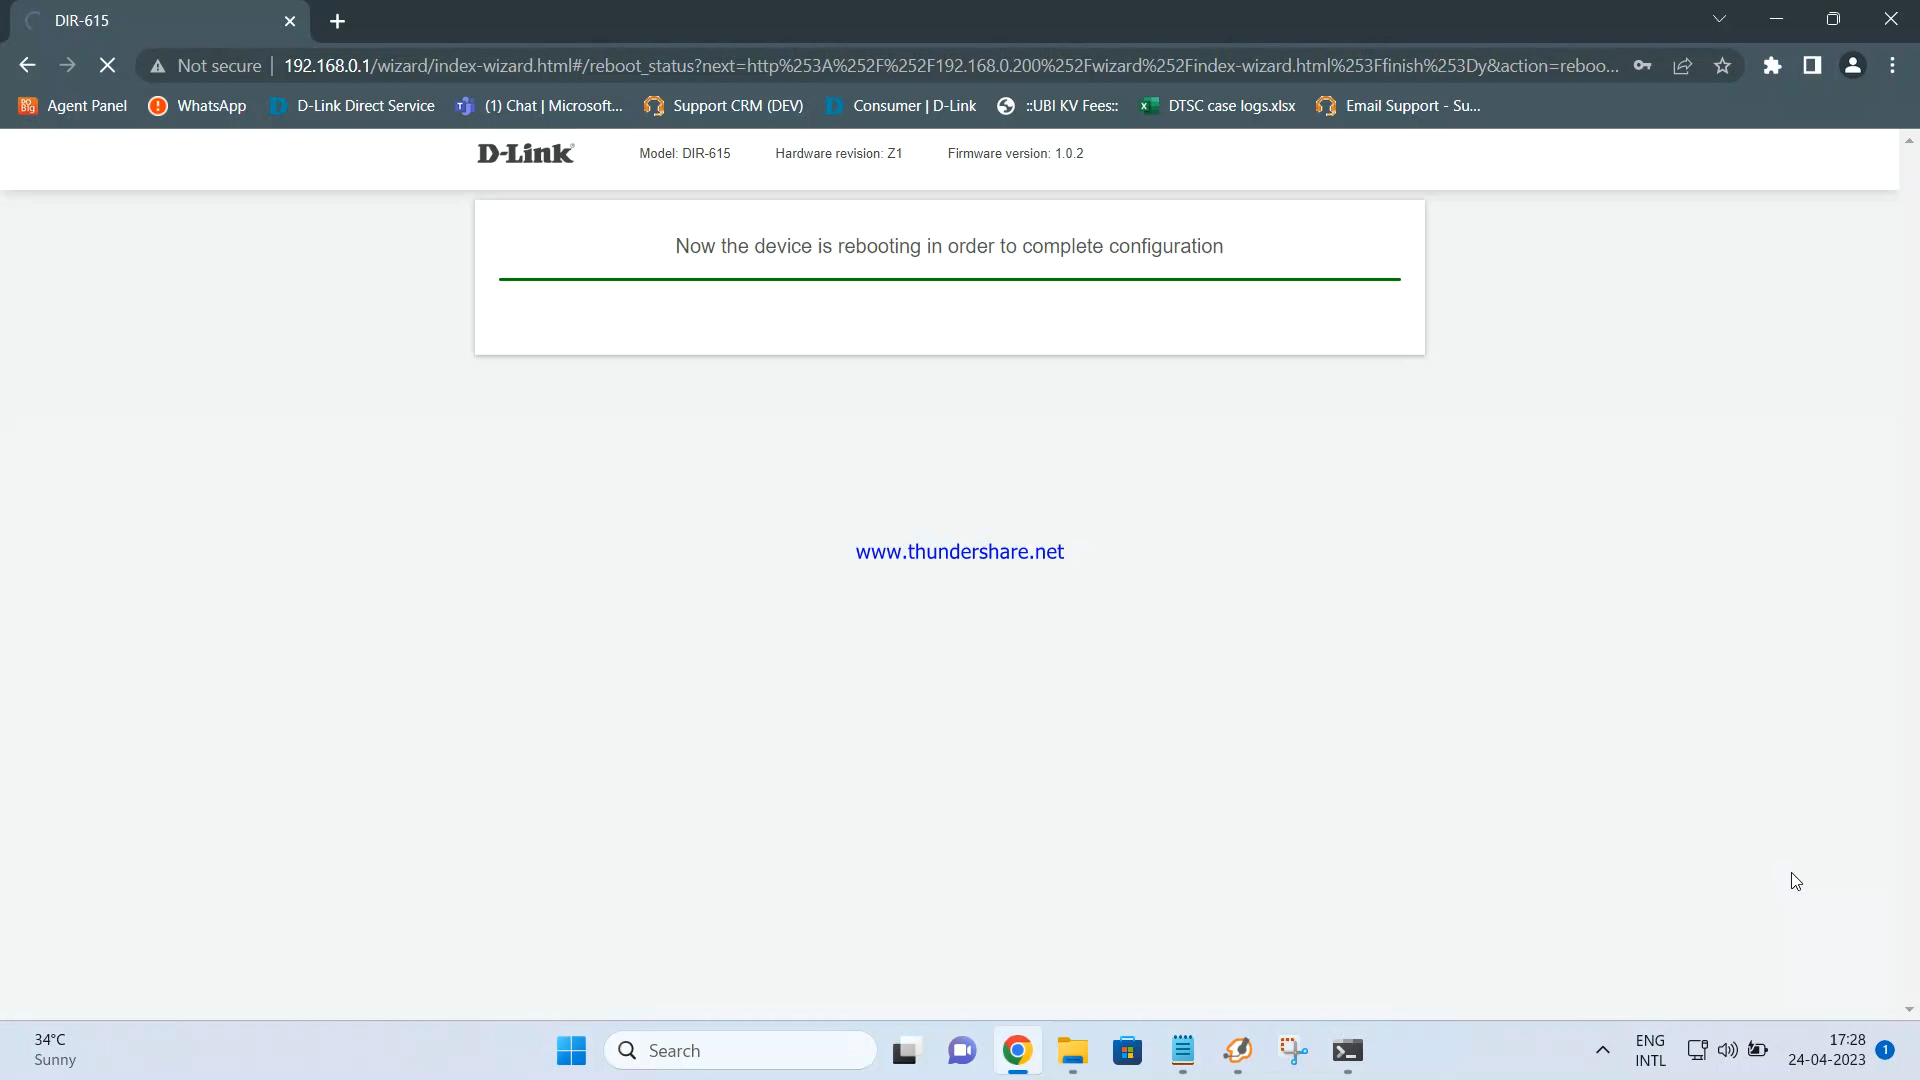 DIR-615
Not secure
192.168.0.1/wizard/index-wizard.html#/reboot_status?next=http%253A%252F%252F192.168.0.200%252Fwizard%252Findex-wizard.html%253Ffinish%253Dy&action=reboo...
Agent Panel
WhatsApp
D-Link Direct Service
(1) Chat | Microsoft...
Support CRM (DEV)
Consumer | D-Link
::UBI KV Fees::
DTSC case logs.xlsx
Email Support - Su...
D-Link
Model: DIR-615
Hardware revision: Z1
Firmware version: 1.0.2
Now the device is rebooting in order to complete configuration
www.thundershare.net
34°C
Sunny
Search
ENG
INTL
17:28
24-04-2023
1